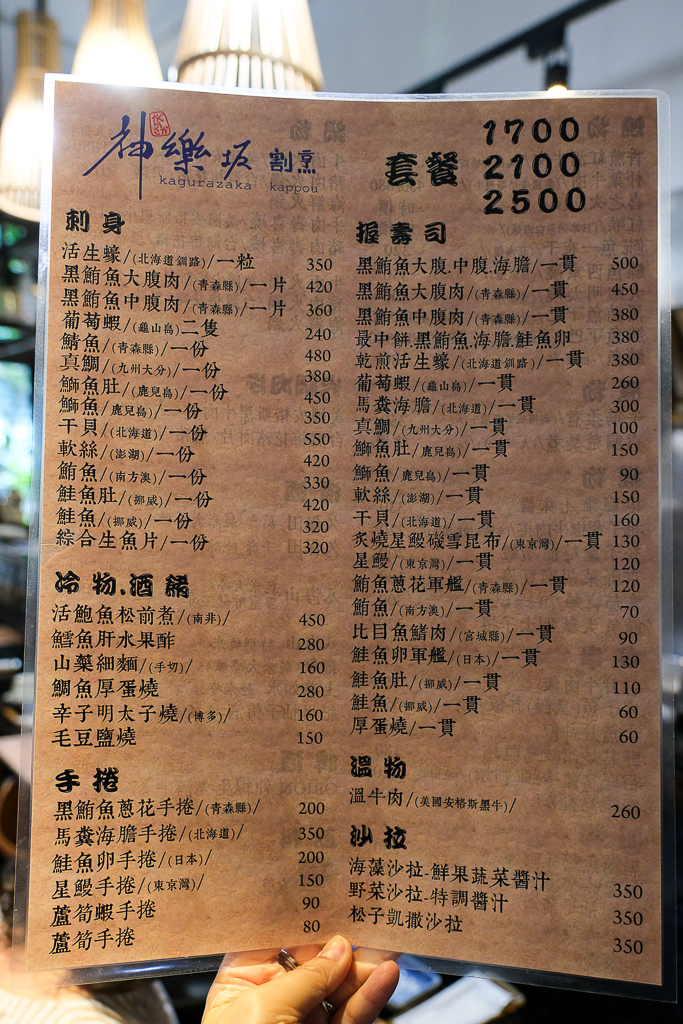 神樂坂 割烹
kagurazaka kappou
套餐
1700
2100
2500
刺身
活生蠔/(北海道釧路)/一粒 350
黑鮪魚大腹肉/(青森縣)/一片 420
黑鮪魚中腹肉/(青森縣)/一片 360
葡萄蝦/(龜山島)二隻 240
鯖魚/(青森縣)/一份 480
真鯛/(九州大分)/一份 380
鰤魚肚/(鹿兒島)/一份 450
鰤魚/鹿兒島)/一份 350
干貝/(北海道)/一份 550
軟絲/(澎湖)/一份 420
鮪魚/(南方澳)/一份 330
鮭魚肚/(挪威)/一份 420
鮭魚/(挪威)/一份 320
綜合生魚片/一份 320
冷物.酒餚
活鮑魚松前煮/(南非)/ 450
鱈魚肝水果酢 280
山藥細麵/(手切)/ 160
鯛魚厚蛋燒 280
辛子明太子燒/(博多)/ 160
毛豆鹽燒 150
手捲
黑鮪魚蔥花手捲/(青森縣)/ 200
馬糞海膽手捲/(北海道)/ 350
鮭魚卵手捲/(日本)/ 200
星鰻手捲/(東京灣)/ 150
蘆筍蝦手捲 90
蘆筍手捲 80
握壽司
黑鮪魚大腹.中腹.海膽/一貫 500
黑鮪魚大腹肉/(青森縣)/一貫 450
黑鮪魚中腹肉/(青森縣)/一貫 380
最中餅.黑鮪魚.海膽.鮭魚卵 380
乾煎活生蠔/(北海道釧路)/一貫 380
葡萄蝦/(龜山島)/一貫 260
馬糞海膽/(北海道)/一貫 300
真鯛/(九州大分)/一貫 100
鰤魚肚/(鹿兒島)/一貫 150
鰤魚/鹿兒島)/一貫 90
軟絲/(澎湖)/一貫 150
干貝/(北海道)/一貫 160
炙燒星鰻磯雪昆布/(東京灣)/一貫 130
星鰻/(東京灣)/一貫 120
鮪魚蔥花軍艦/(青森縣)/一貫 120
鮪魚/(南方澳)/一貫 70
比目魚鰭肉/(宮城縣)/一貫 90
鮭魚卵軍艦/(日本)/一貫 130
鮭魚肚/(挪威)/一貫 110
鮭魚/(挪威)/一貫 60
厚蛋燒/一貫 60
溫物
溫牛肉/(美國安格斯黑牛)/ 260
沙拉
海藻沙拉-鮮果蔬菜醬汁 350
野菜沙拉-特調醬汁 350
松子凱撒沙拉 350